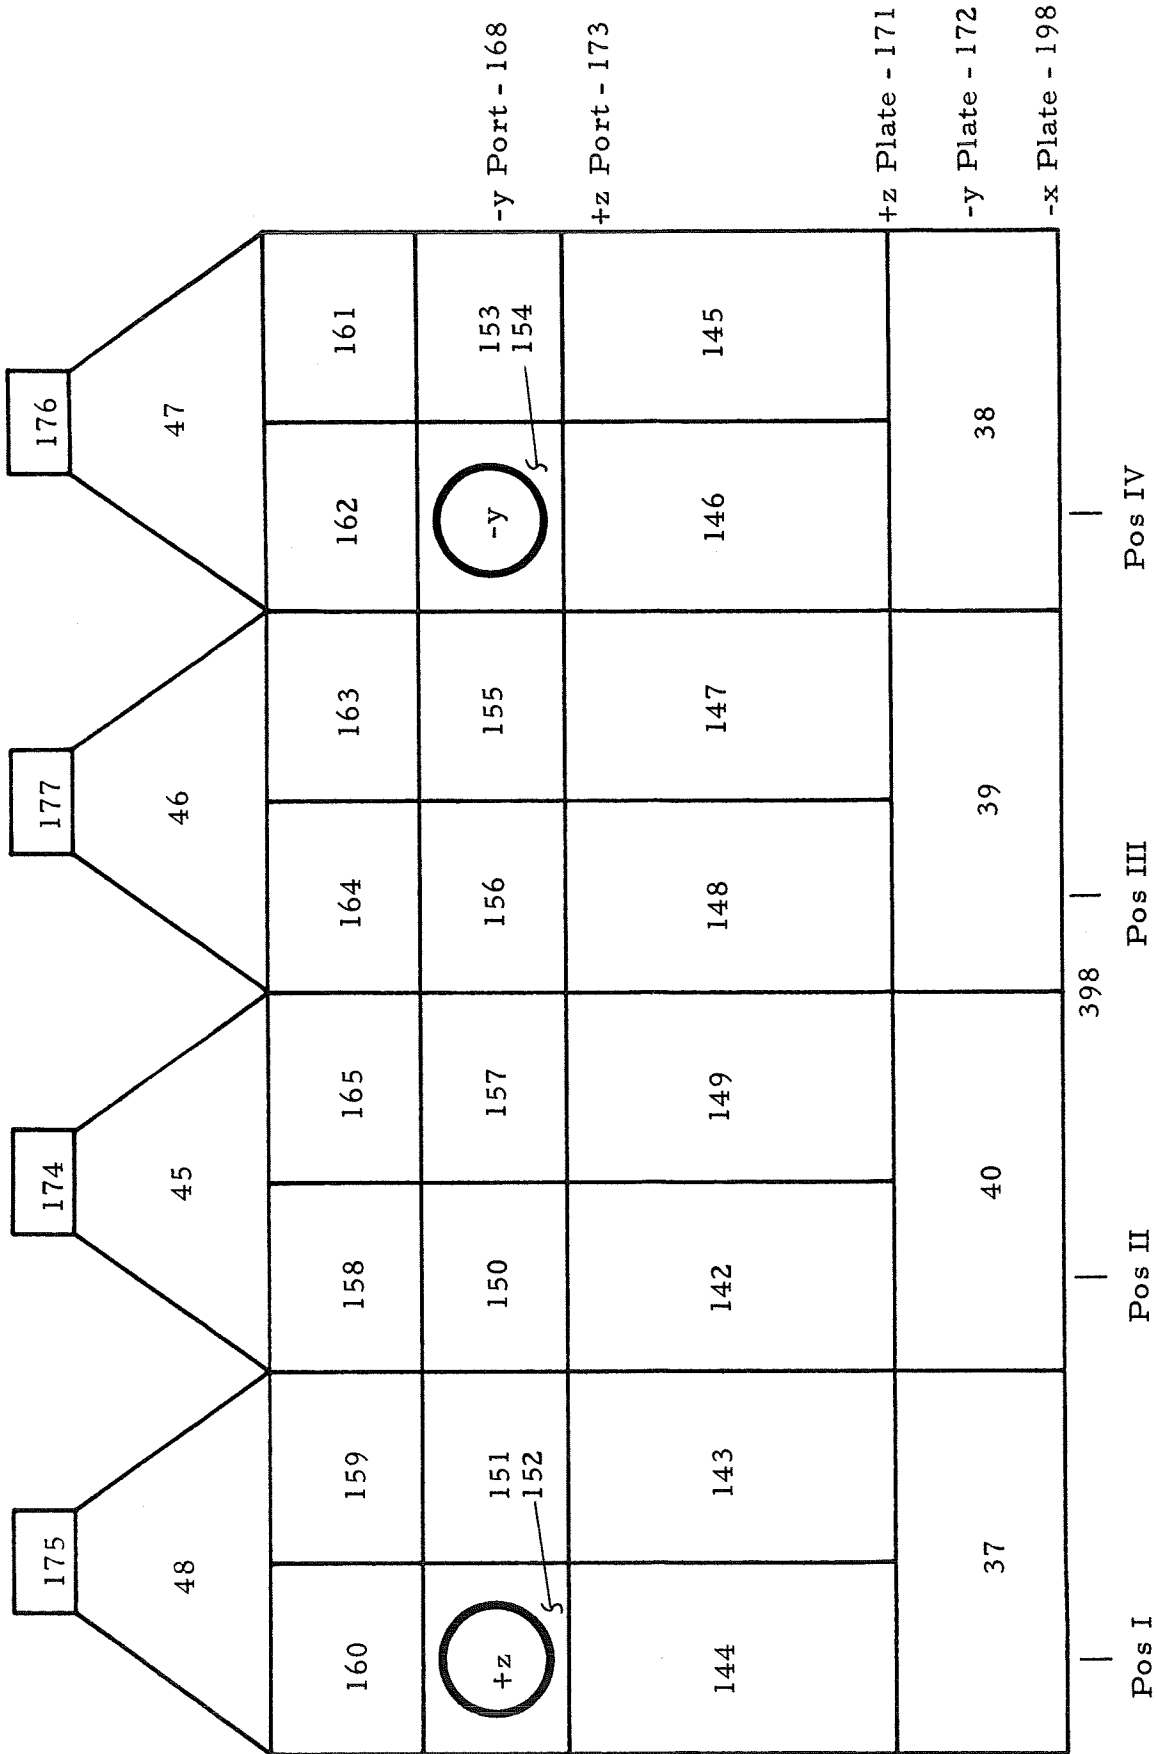 175 174 177 176
48 45 46 47
160 159 158 165 164 163 162 161
+z 151 150 157 156 155 -y 153 -y Port - 168
152 154
+z Port - 173
144 143 142 149 148 147 146 145
+z Plate - 171
37 40 39 38 -y Plate - 172
-x Plate - 198
398
Pos I Pos II Pos III Pos IV